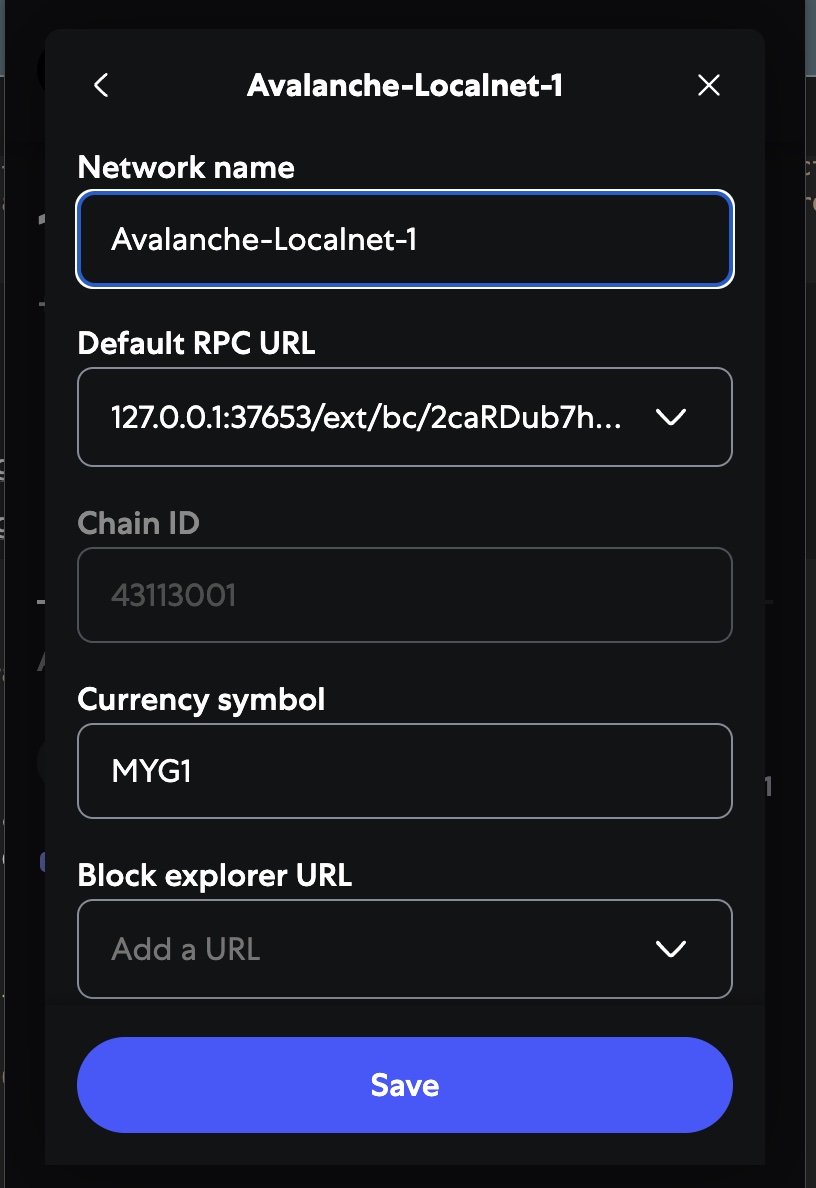 Avalanche-Localnet-1
Network name
Avalanche-Localnet-1
Default RPC URL
127.0.0.1:37653/ext/bc/2caRDub7h...
Chain ID
43113001
Currency symbol
MYG1
Block explorer URL
Add a URL
Save